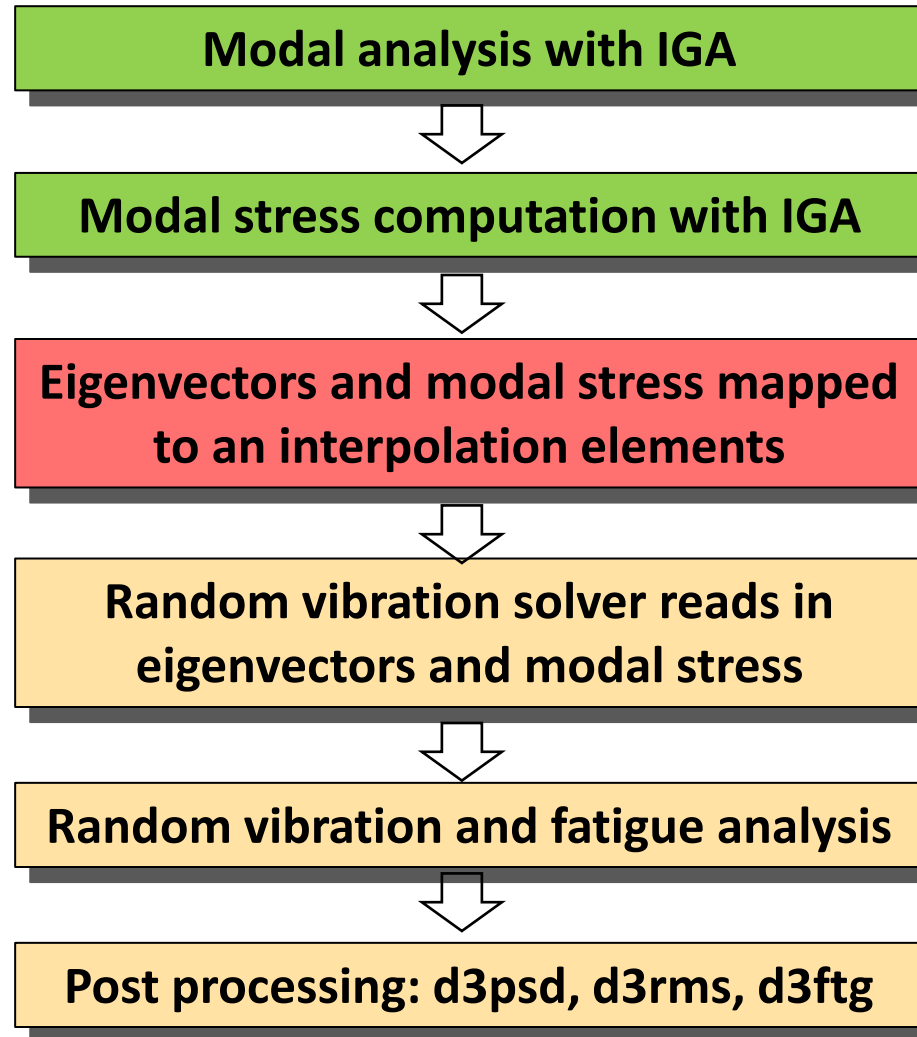 Modal analysis with IGA
Modal stress computation with IGA
Eigenvectors and modal stress mapped
to an interpolation elements
Random vibration solver reads in
eigenvectors and modal stress
Random vibration and fatigue analysis
Post processing: d3psd, d3rms, d3ftg